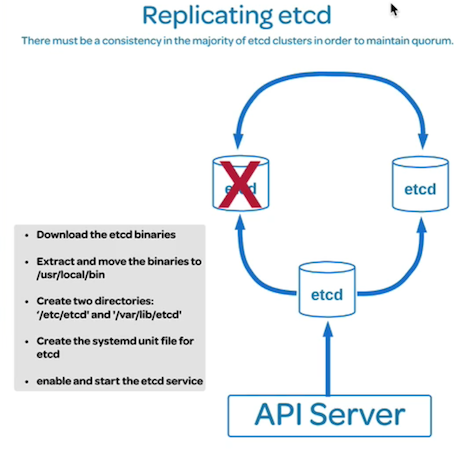 Replicating etcd
There must be a consistency in the majority of etcd clusters in order to maintain quorum.
etcd
etcd
• Download the etcd binaries
• Extract and move the binaries to
/usr/local/bin
• Create two directories:
'/etc/etcd' and '/var/lib/etcd'
• Create the systemd unit file for
etcd
• enable and start the etcd service
etcd
API Server